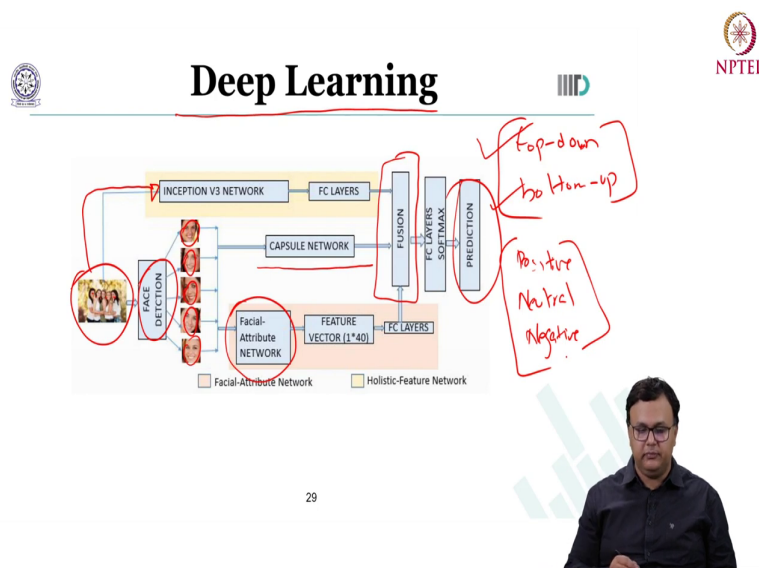 NPTEL
Deep Learning
IIITD
top-down
bottom-up
INCEPTION V3 NETWORK
FC LAYERS
FUSION
FC LAYERS
SOFTMAX
PREDICTION
CAPSULE NETWORK
FACE
DETCTION
Facial-
Attribute
NETWORK
FEATURE
VECTOR (1*40)
FC LAYERS
Positive
Neutral
Negative
Facial-Attribute Network
Holistic-Feature Network
29